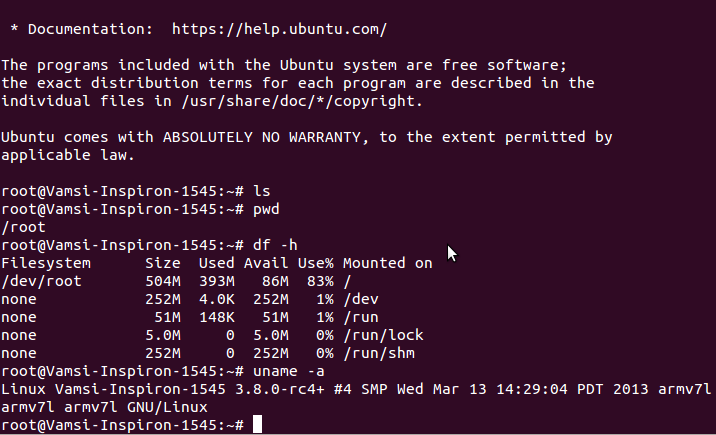 * Documentation:  https://help.ubuntu.com/
The programs included with the Ubuntu system are free software;
the exact distribution terms for each program are described in the
individual files in /usr/share/doc/*/copyright.
Ubuntu comes with ABSOLUTELY NO WARRANTY, to the extent permitted by
applicable law.
root@Vamsi-Inspiron-1545:~# ls
root@Vamsi-Inspiron-1545:~# pwd
/root
root@Vamsi-Inspiron-1545:~# df -h
Filesystem      Size  Used Avail Use% Mounted on
/dev/root       504M  393M   86M  83% /
none            252M  4.0K  252M   1% /dev
none             51M  148K   51M   1% /run
none            5.0M     0  5.0M   0% /run/lock
none            252M     0  252M   0% /run/shm
root@Vamsi-Inspiron-1545:~# uname -a
Linux Vamsi-Inspiron-1545 3.8.0-rc4+ #4 SMP Wed Mar 13 14:29:04 PDT 2013 armv7l
armv7l armv7l GNU/Linux
root@Vamsi-Inspiron-1545:~#